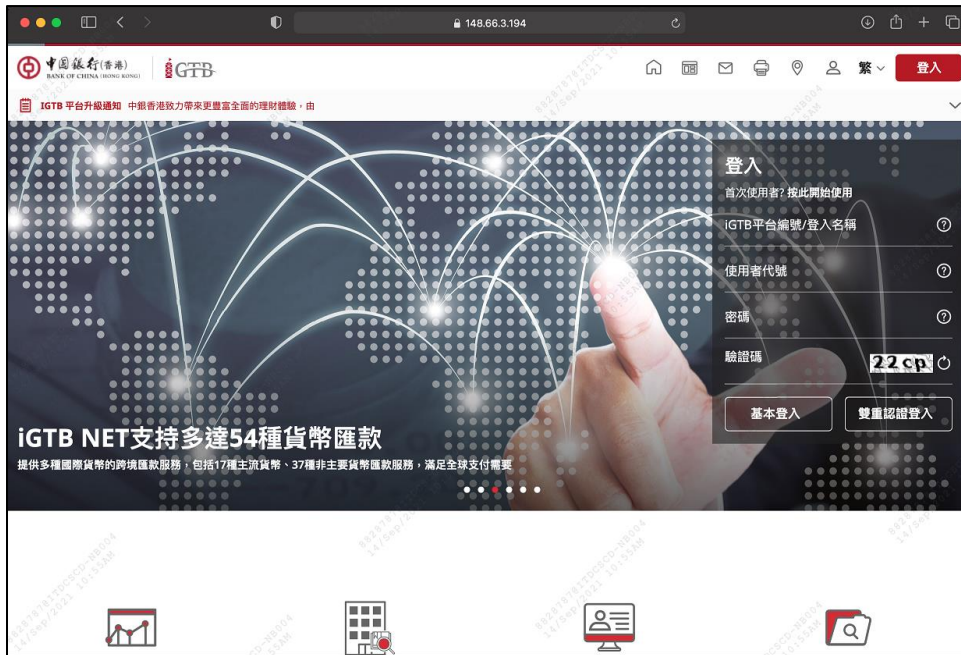 148.66.3.194
中国銀行(香港)
BANK OF CHINA (HONG KONG)
iGTB
繁
登入
IGTB 平台升級通知 中銀香港致力帶來更豐富全面的理財體驗，由
登入
首次使用者? 按此開始使用
iGTB平台編號/登入名稱
使用者代號
密碼
驗證碼
22cp
基本登入
雙重認證登入
iGTB NET支持多達54種貨幣匯款
提供多種國際貨幣的跨境匯款服務，包括17種主流貨幣、37種非主要貨幣匯款服務，滿足全球支付需要